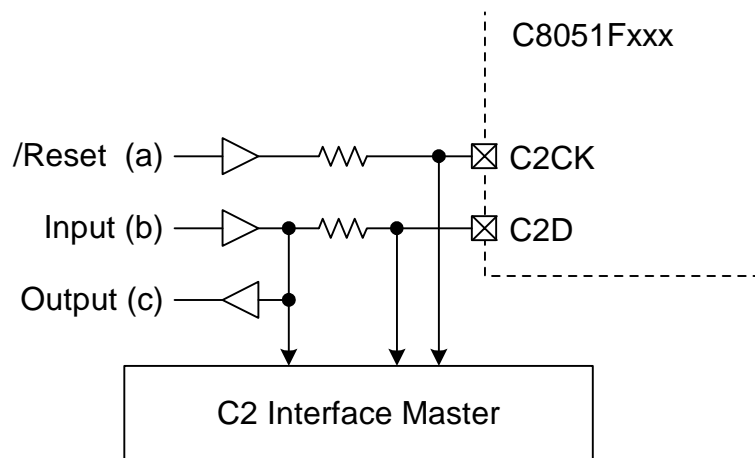 C8051Fxxx
/Reset (a)
C2CK
Input (b)
C2D
Output (c)
C2 Interface Master